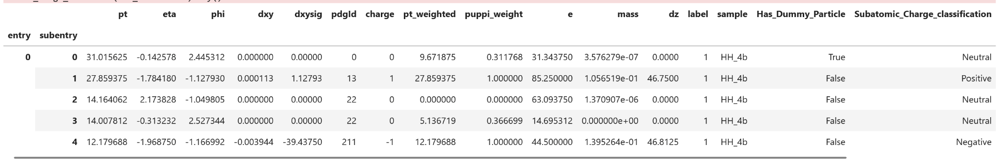 pt eta phi dxy dxysig pdgId charge pt_weighted puppi_weight e mass dz label sample Has_Dummy_Particle Subatomic_Charge_classification
entry subentry
0 0 31.015625 -0.142578 2.445312 0.000000 0.00000 0 0 9.671875 0.311768 31.343750 3.576279e-07 0.0000 1 HH_4b True Neutral
1 27.859375 -1.784180 -1.127930 0.000113 1.12793 13 1 27.859375 1.000000 85.250000 1.056519e-01 46.7500 1 HH_4b False Positive
2 14.164062 2.173828 -1.049805 0.000000 0.00000 22 0 0.000000 0.000000 63.093750 1.370907e-06 0.0000 1 HH_4b False Neutral
3 14.007812 -0.313232 2.527344 0.000000 0.00000 22 0 5.136719 0.366699 14.695312 0.000000e+00 0.0000 1 HH_4b False Neutral
4 12.179688 -1.968750 -1.166992 -0.003944 -39.43750 211 -1 12.179688 1.000000 44.500000 1.395264e-01 46.8125 1 HH_4b False Negative